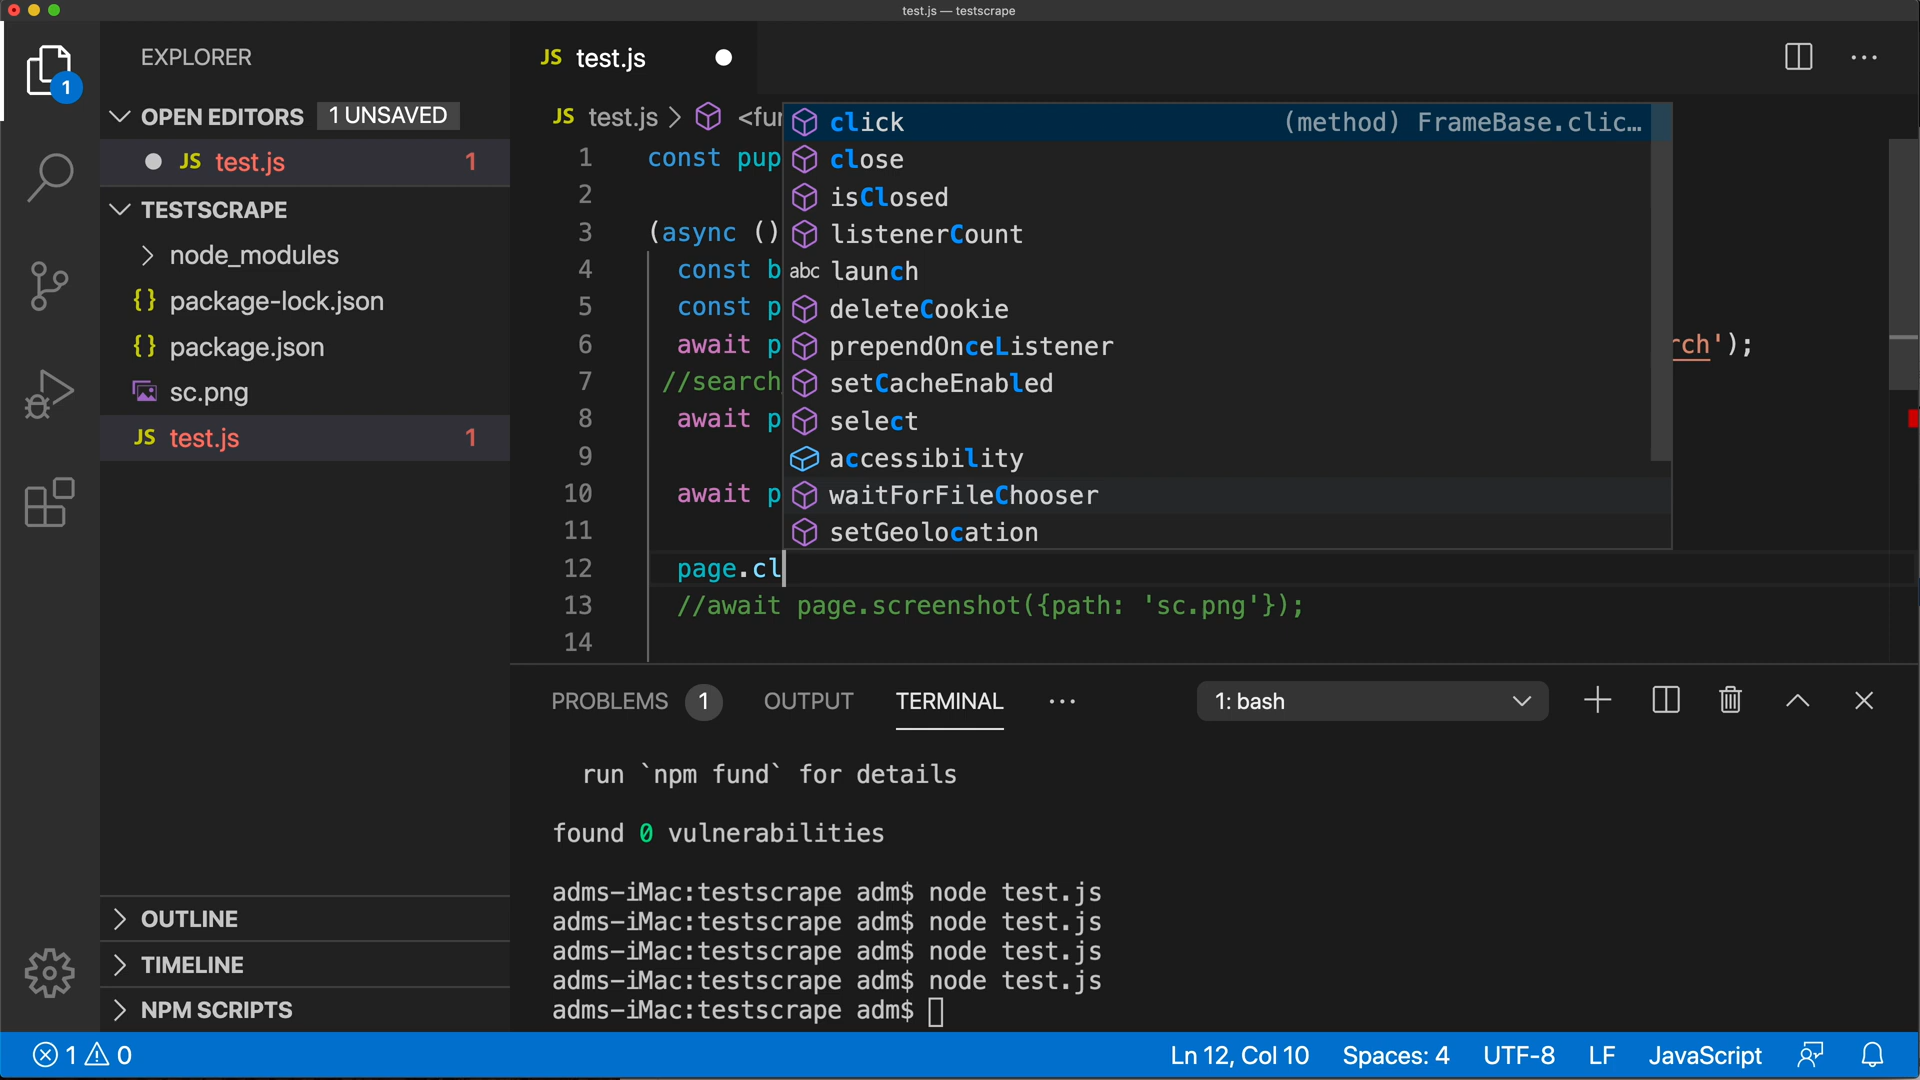 test.js — testscrape
EXPLORER
1
OPEN EDITORS 1 UNSAVED
JS test.js 1
TESTSCRAPE
node_modules
{} package-lock.json
{} package.json
sc.png
JS test.js 1
OUTLINE
TIMELINE
NPM SCRIPTS
JS test.js
JS test.js > <fu
1 const pup
2
3 (async ()
4 const b
5 const p
6 await p rch');
7 //search
8 await p
9
10 await p
11
12 page.cl
13 //await page.screenshot({path: 'sc.png'});
14
click (method) FrameBase.clic…
close
isClosed
listenerCount
abc launch
deleteCookie
prependOnceListener
setCacheEnabled
select
accessibility
waitForFileChooser
setGeolocation
PROBLEMS 1 OUTPUT TERMINAL ··· 1: bash
run `npm fund` for details
found 0 vulnerabilities
adms-iMac:testscrape adm$ node test.js
adms-iMac:testscrape adm$ node test.js
adms-iMac:testscrape adm$ node test.js
adms-iMac:testscrape adm$ node test.js
adms-iMac:testscrape adm$
1 0 Ln 12, Col 10 Spaces: 4 UTF-8 LF JavaScript